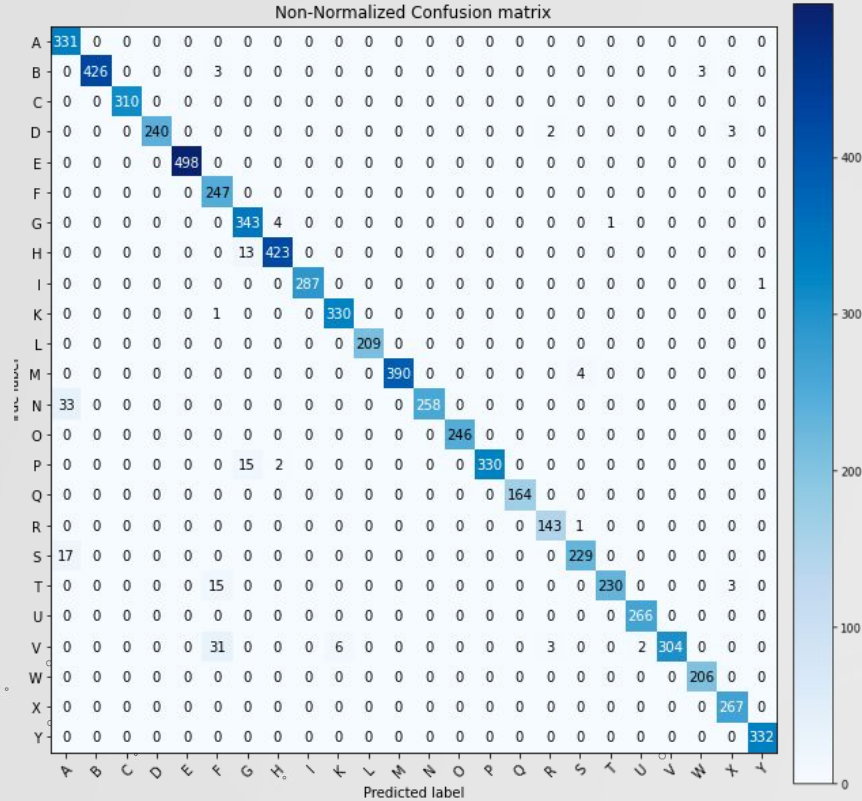 Non-Normalized Confusion matrix
A 331 0 0 0 0 0 0 0 0 0 0 0 0 0 0 0 0 0 0 0 0 0 0 0
B 0 426 0 0 0 3 0 0 0 0 0 0 0 0 0 0 0 0 0 0 0 3 0 0
C 0 0 310 0 0 0 0 0 0 0 0 0 0 0 0 0 0 0 0 0 0 0 0 0
D 0 0 0 240 0 0 0 0 0 0 0 0 0 0 0 0 2 0 0 0 0 0 3 0
E 0 0 0 0 498 0 0 0 0 0 0 0 0 0 0 0 0 0 0 0 0 0 0 0
F 0 0 0 0 0 247 0 0 0 0 0 0 0 0 0 0 0 0 0 0 0 0 0 0
G 0 0 0 0 0 0 343 4 0 0 0 0 0 0 0 0 0 0 1 0 0 0 0 0
H 0 0 0 0 0 0 13 423 0 0 0 0 0 0 0 0 0 0 0 0 0 0 0 0
I 0 0 0 0 0 0 0 0 287 0 0 0 0 0 0 0 0 0 0 0 0 0 0 1
K 0 0 0 0 0 1 0 0 0 330 0 0 0 0 0 0 0 0 0 0 0 0 0 0
L 0 0 0 0 0 0 0 0 0 0 209 0 0 0 0 0 0 0 0 0 0 0 0 0
M 0 0 0 0 0 0 0 0 0 0 0 390 0 0 0 0 0 4 0 0 0 0 0 0
N 33 0 0 0 0 0 0 0 0 0 0 0 258 0 0 0 0 0 0 0 0 0 0 0
O 0 0 0 0 0 0 0 0 0 0 0 0 0 246 0 0 0 0 0 0 0 0 0 0
P 0 0 0 0 0 0 15 2 0 0 0 0 0 0 330 0 0 0 0 0 0 0 0 0
Q 0 0 0 0 0 0 0 0 0 0 0 0 0 0 0 164 0 0 0 0 0 0 0 0
R 0 0 0 0 0 0 0 0 0 0 0 0 0 0 0 0 143 1 0 0 0 0 0 0
S 17 0 0 0 0 0 0 0 0 0 0 0 0 0 0 0 0 229 0 0 0 0 0 0
T 0 0 0 0 0 15 0 0 0 0 0 0 0 0 0 0 0 0 230 0 0 0 3 0
U 0 0 0 0 0 0 0 0 0 0 0 0 0 0 0 0 0 0 0 266 0 0 0 0
V 0 0 0 0 0 31 0 0 0 6 0 0 0 0 0 0 3 0 0 2 304 0 0 0
W 0 0 0 0 0 0 0 0 0 0 0 0 0 0 0 0 0 0 0 0 0 206 0 0
X 0 0 0 0 0 0 0 0 0 0 0 0 0 0 0 0 0 0 0 0 0 0 267 0
Y 0 0 0 0 0 0 0 0 0 0 0 0 0 0 0 0 0 0 0 0 0 0 0 332
A B C D E F G H I K L M N O P Q R S T U V W X Y
Predicted label
400
300
200
100
0